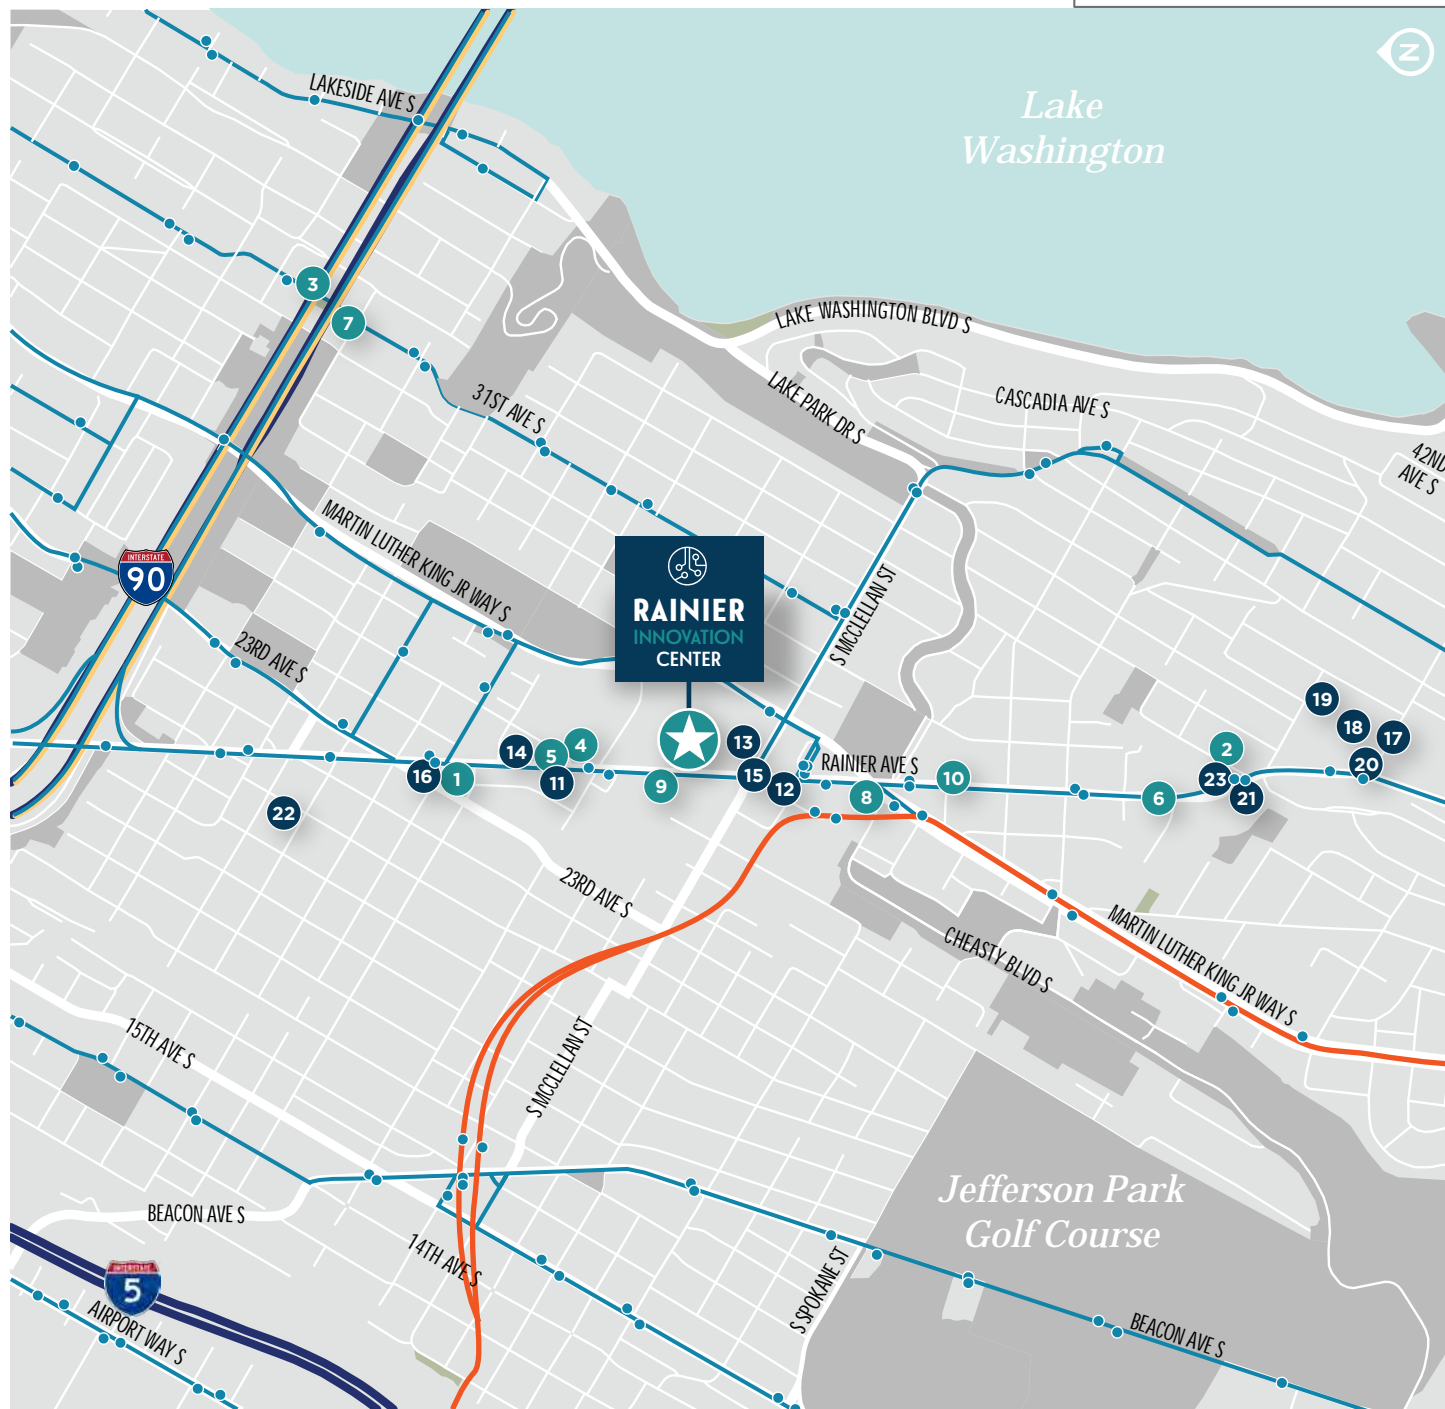 N
Lake
Washington
LAKESIDE AVE S
3
7
LAKE WASHINGTON BLVD S
LAKE PARK DR S
CASCADIA AVE S
31ST AVE S
42ND
AVE S
MARTIN LUTHER KING JR WAY S
INTERSTATE
90
RAINIER
INNOVATION
CENTER
S MCCLELLAN ST
23RD AVE S
19
18
17
20
2
23
21
6
14
5
4
11
13
15
12
RAINIER AVE S
10
8
9
16
1
22
23RD AVE S
CHEASTY BLVD S
MARTIN LUTHER KING JR WAY S
15TH AVE S
S MCCLELLAN ST
BEACON AVE S
14TH AVE S
Jefferson Park
Golf Course
S SPOKANE ST
BEACON AVE S
INTERSTATE
5
AIRPORT WAY S